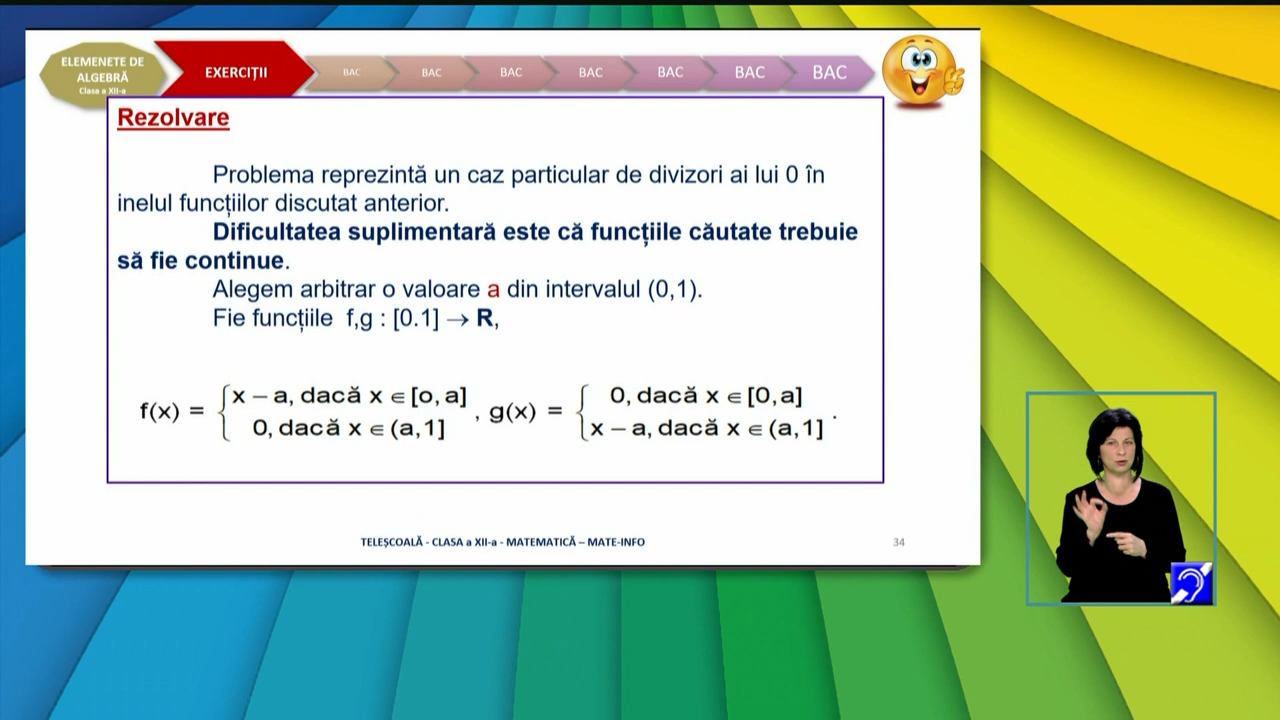 ELEMENETE DE
ALGEBRĂ
Clasa a XII-a
EXERCIȚII
BAC
BAC
BAC
BAC
BAC
BAC
BAC
Rezolvare
Problema reprezintă un caz particular de divizori ai lui 0 în
inelul funcțiilor discutat anterior.
Dificultatea suplimentară este că funcțiile căutate trebuie
să fie continue.
Alegem arbitrar o valoare a din intervalul (0,1).
Fie funcțiile f,g : [0.1] → R,
f(x) = { x – a, dacă x ∈ [o, a]
0, dacă x ∈ (a, 1]
, g(x) = { 0, dacă x ∈ [0, a]
x – a, dacă x ∈ (a, 1] .
TELEȘCOALĂ - CLASA a XII-a - MATEMATICĂ – MATE-INFO
34